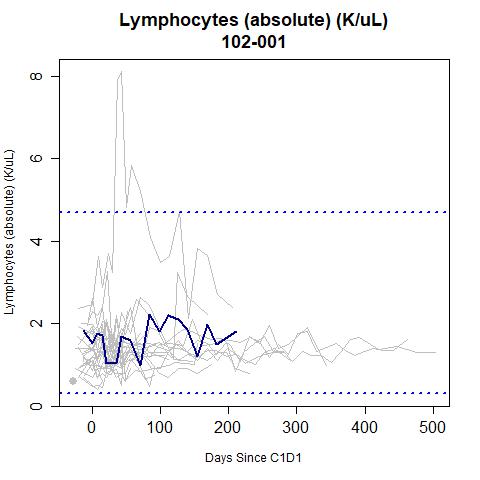 Lymphocytes (absolute) (K/uL)
102-001
Lymphocytes (absolute) (K/uL)
8
6
4
2
0
0 100 200 300 400 500
Days Since C1D1